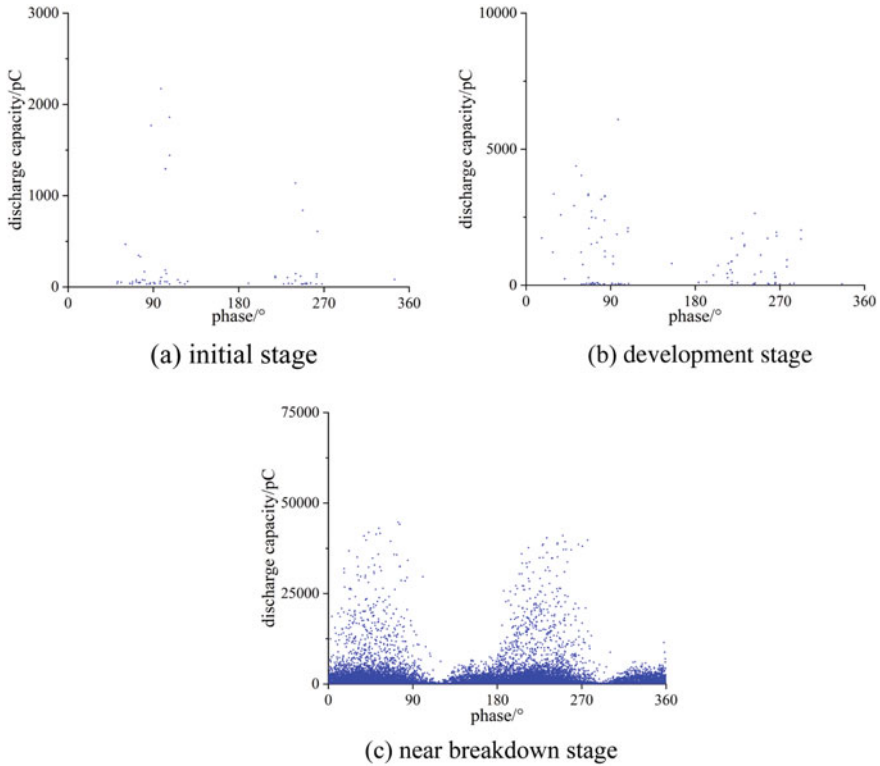 3000
2000
1000
0
discharge capacity/pC
0 90 180 270 360
phase/°
(a) initial stage
10000
5000
0
discharge capacity/pC
0 90 180 270 360
phase/°
(b) development stage
75000
50000
25000
0
discharge capacity/pC
0 90 180 270 360
phase/°
(c) near breakdown stage